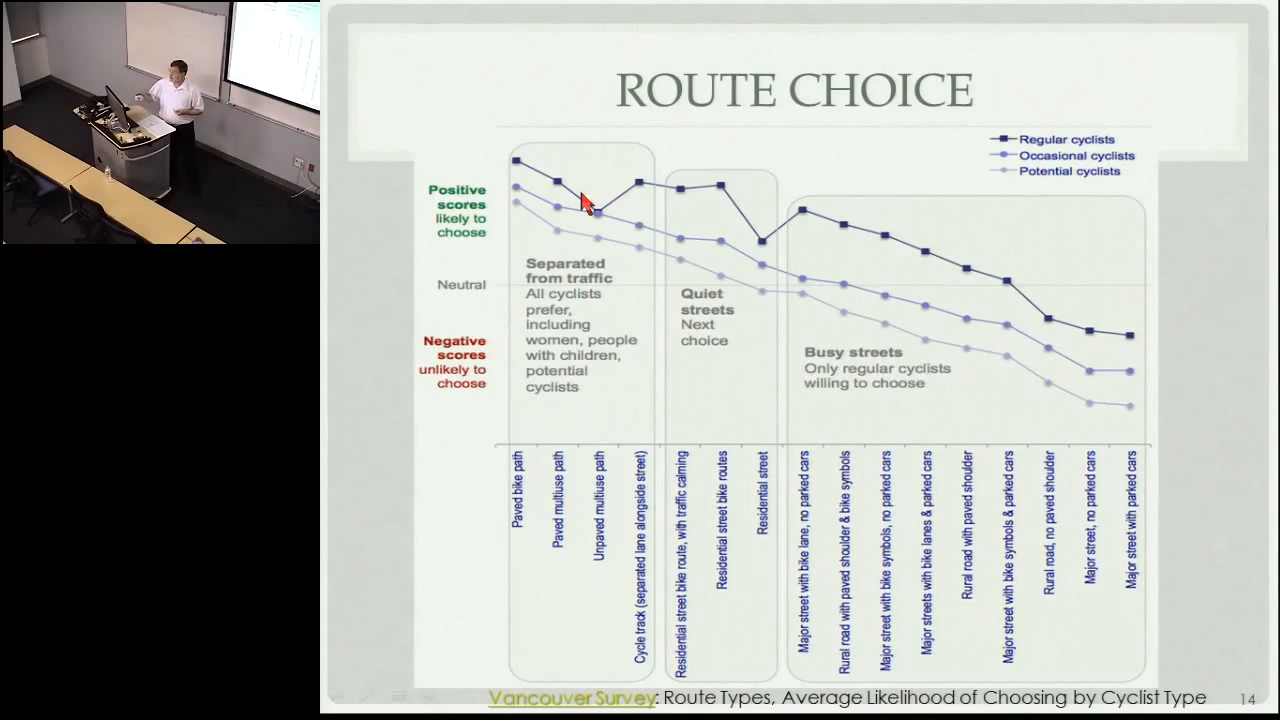 ROUTE CHOICE
Regular cyclists
Occasional cyclists
Potential cyclists
Positive
scores
likely to
choose
Neutral
Negative
scores
unlikely to
choose
Separated
from traffic
All cyclists
prefer,
including
women, people
with children,
potential
cyclists
Quiet
streets
Next
choice
Busy streets
Only regular cyclists
willing to choose
Paved bike path
Paved multiuse path
Unpaved multiuse path
Cycle track (separated lane alongside street)
Residential street bike route, with traffic calming
Residential street bike routes
Residential street
Major street with bike lane, no parked cars
Rural road with paved shoulder & bike symbols
Major street with bike symbols, no parked cars
Major streets with bike lanes & parked cars
Rural road with paved shoulder
Major street with bike symbols & parked cars
Rural road, no paved shoulder
Major street, no parked cars
Major street with parked cars
Vancouver Survey: Route Types, Average Likelihood of Choosing by Cyclist Type
14